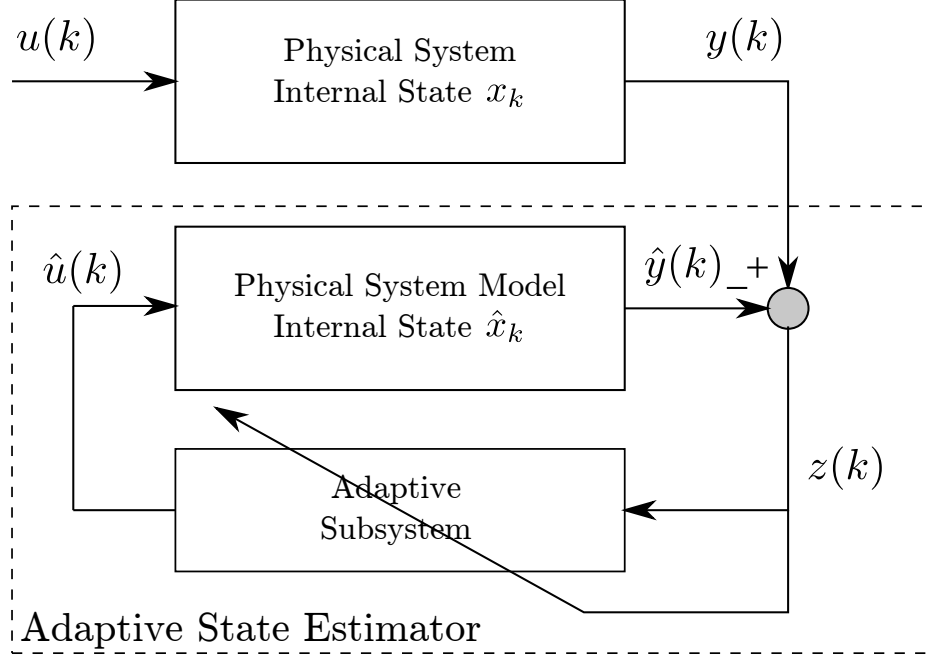 u(k)
y(k)
Physical System
Internal State x_k
û(k)
ŷ(k)
_
+
Physical System Model
Internal State x̂_k
z(k)
Adaptive
Subsystem
Adaptive State Estimator